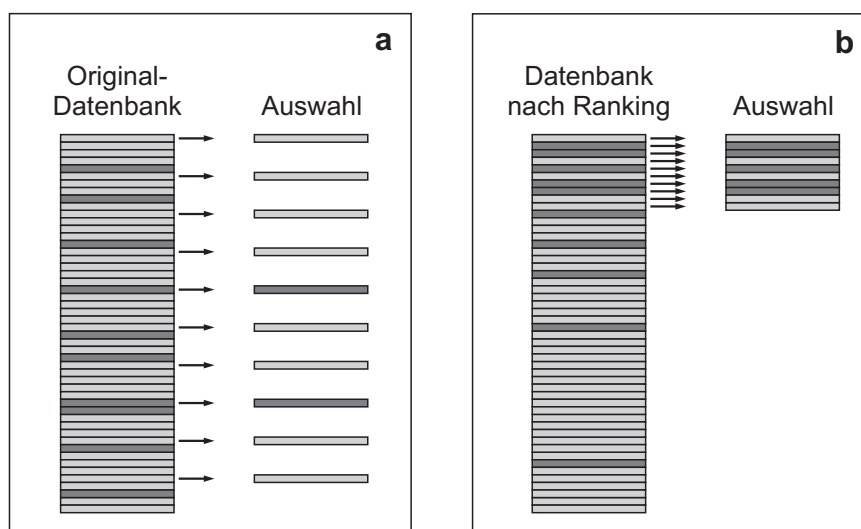 a
Original-
Datenbank
Auswahl
b
Datenbank
nach Ranking
Auswahl